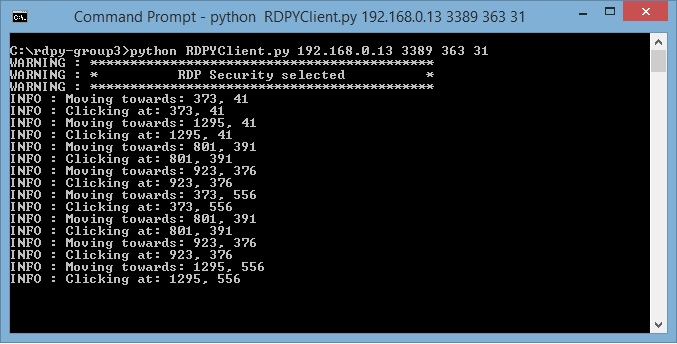 Command Prompt - python  RDPYClient.py 192.168.0.13 3389 363 31
C:\rdpy-group3>python RDPYClient.py 192.168.0.13 3389 363 31
WARNING : *******************************************
WARNING : *          RDP Security selected          *
WARNING : *******************************************
INFO : Moving towards: 373, 41
INFO : Clicking at: 373, 41
INFO : Moving towards: 1295, 41
INFO : Clicking at: 1295, 41
INFO : Moving towards: 801, 391
INFO : Clicking at: 801, 391
INFO : Moving towards: 923, 376
INFO : Clicking at: 923, 376
INFO : Moving towards: 373, 556
INFO : Clicking at: 373, 556
INFO : Moving towards: 801, 391
INFO : Clicking at: 801, 391
INFO : Moving towards: 923, 376
INFO : Clicking at: 923, 376
INFO : Moving towards: 1295, 556
INFO : Clicking at: 1295, 556